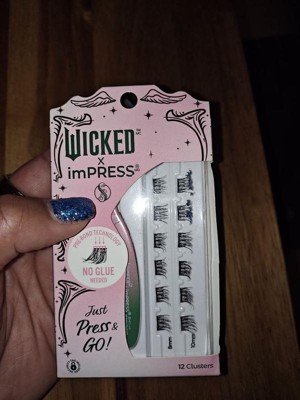 WICKED
x
imPRESS
PRE-BOND TECHNOLOGY
NO GLUE
NEEDED
Just
Press &
GO!
12 Clusters